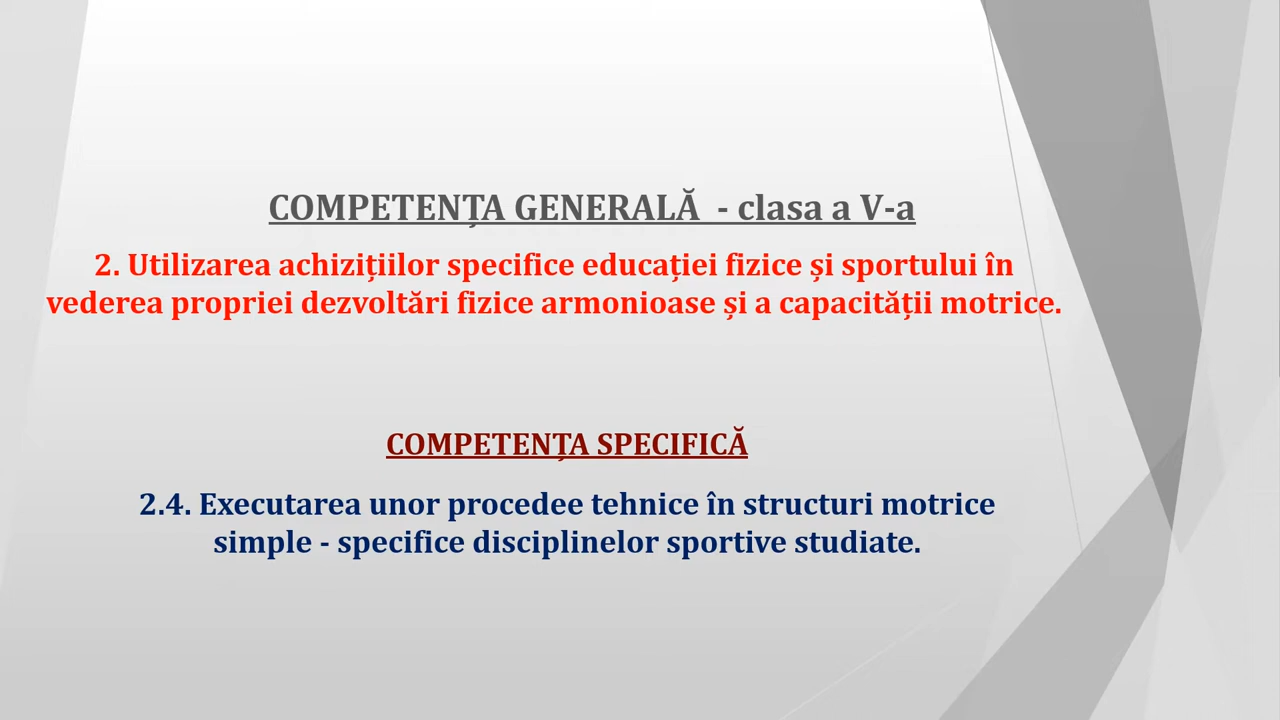 COMPETENȚA GENERALĂ  - clasa a V-a
2. Utilizarea achizițiilor specifice educației fizice și sportului în
vederea propriei dezvoltări fizice armonioase și a capacității motrice.
COMPETENȚA SPECIFICĂ
2.4. Executarea unor procedee tehnice în structuri motrice
simple - specifice disciplinelor sportive studiate.